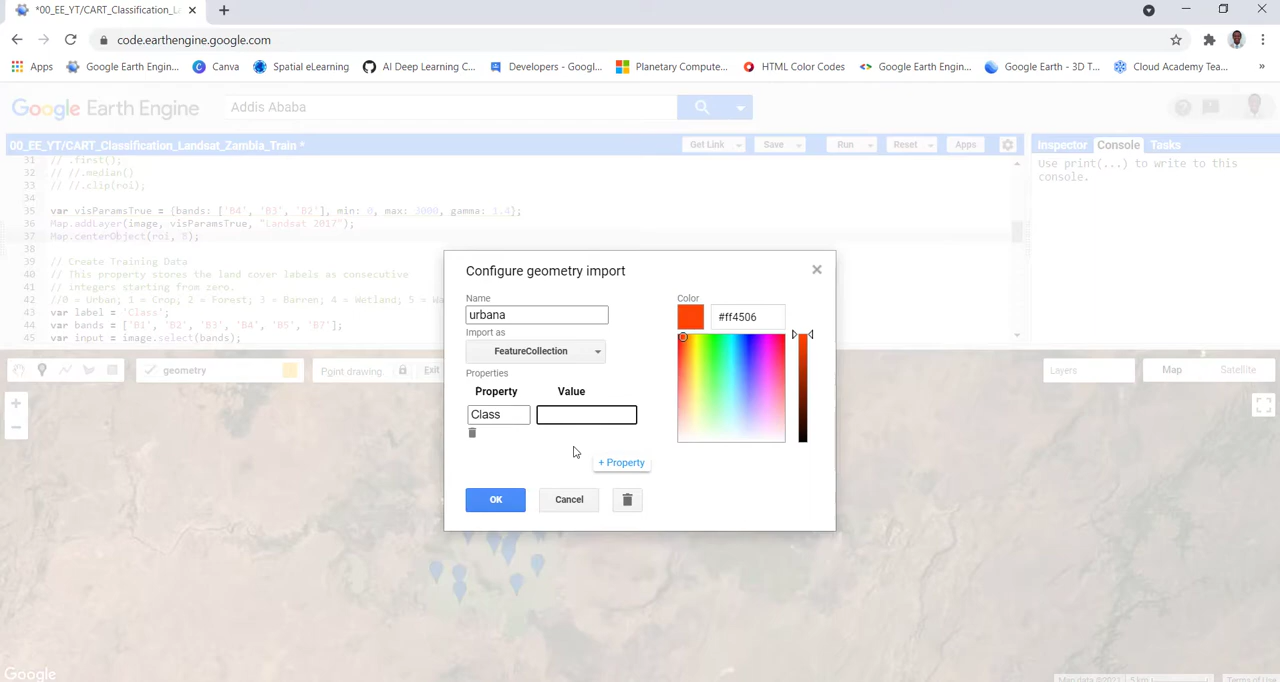 *00_EE_YT/CART_Classification_L
code.earthengine.google.com
Apps Google Earth Engin... Canva Spatial eLearning AI Deep Learning C... Developers - Googl... Planetary Compute... HTML Color Codes Google Earth Engin... Google Earth - 3D T... Cloud Academy Tea... »
Google Earth Engine Addis Ababa
00_EE_YT/CART_Classification_Landsat_Zambia_Train * Get Link Save Run Reset Apps Inspector Console Tasks
31 // .first();
32 // //.median()
33 // //.clip(roi);
34
35 var visParamsTrue = {bands: ['B4', 'B3', 'B2'], min: 0, max: 3000, gamma: 1.4};
36 Map.addLayer(image, visParamsTrue, "Landsat 2017");
37 Map.centerObject(roi, 8);
38
39 // Create Training Data
40 // This property stores the land cover labels as consecutive
41 // integers starting from zero.
42 //0 = Urban; 1 = Crop; 2 = Forest; 3 = Barren; 4 = Wetland; 5 = Wa
43 var label = 'Class';
44 var bands = ['B1', 'B2', 'B3', 'B4', 'B5', 'B7'];
45 var input = image.select(bands);
Use print(...) to write to this
console.
Configure geometry import
Name
urbana
Import as
FeatureCollection
Properties
Property Value
Class
+ Property
OK Cancel
Color
#ff4506
geometry Point drawing. Exit Layers Map Satellite
+
−
Google
Map data ©2021 5 km Terms of Use